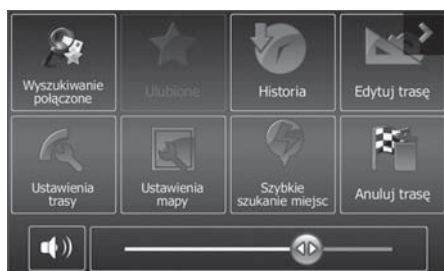 Wyszukiwanie
połączone
Ulubione
Historia
Edytuj trasę
Ustawienia
trasy
Ustawienia
mapy
Szybkie
szukanie miejsc
Anuluj trasę